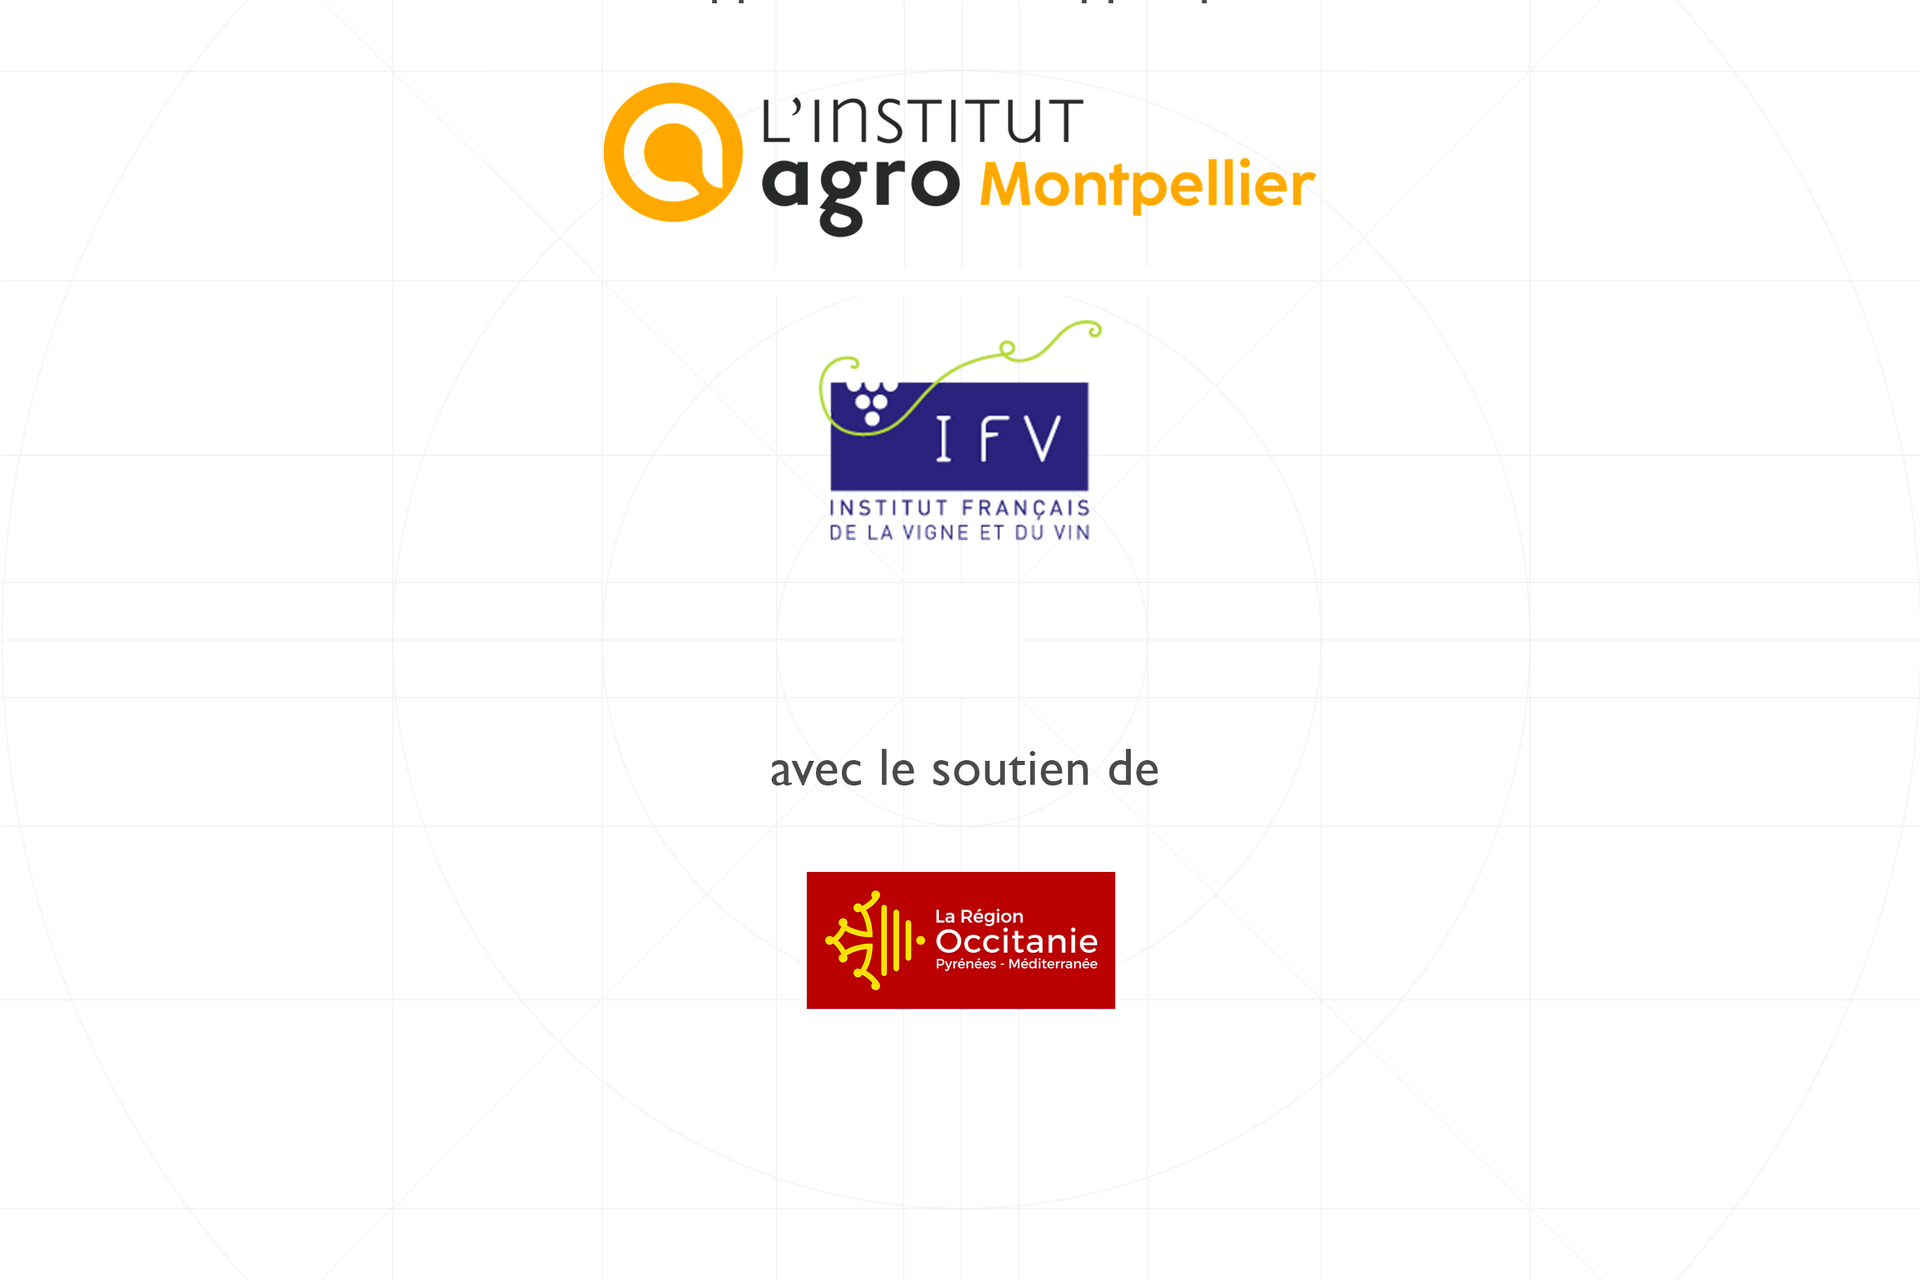 L'INSTITUT
agro Montpellier
IFV
INSTITUT FRANÇAIS
DE LA VIGNE ET DU VIN
avec le soutien de
La Région
Occitanie
Pyrénées - Méditerranée